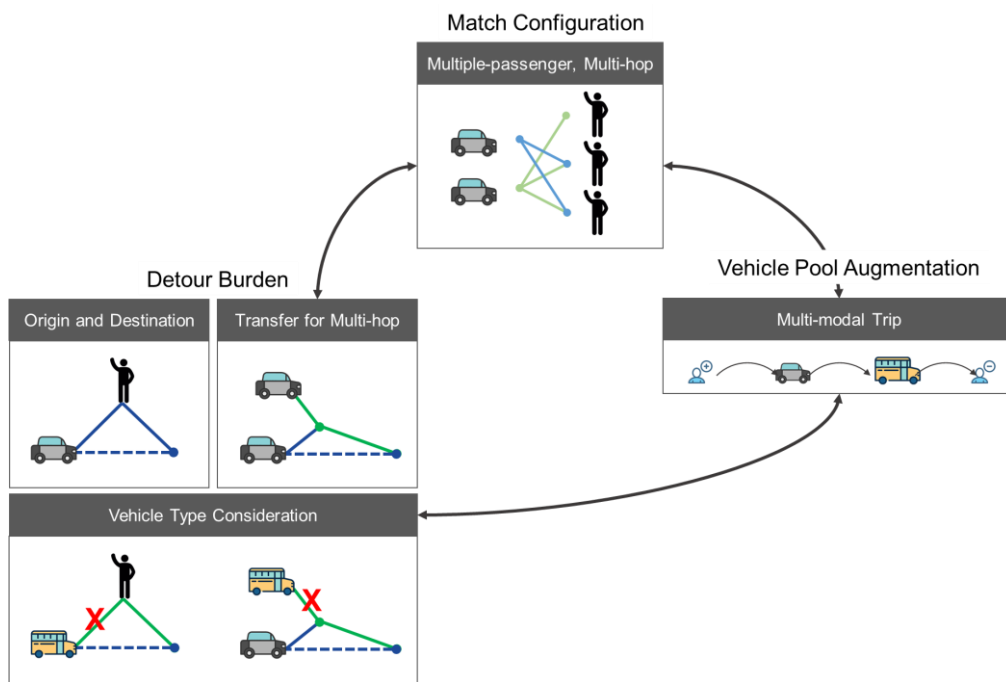 Match Configuration
Multiple-passenger, Multi-hop
Detour Burden
Origin and Destination
Transfer for Multi-hop
Vehicle Pool Augmentation
Multi-modal Trip
Vehicle Type Consideration
X
X